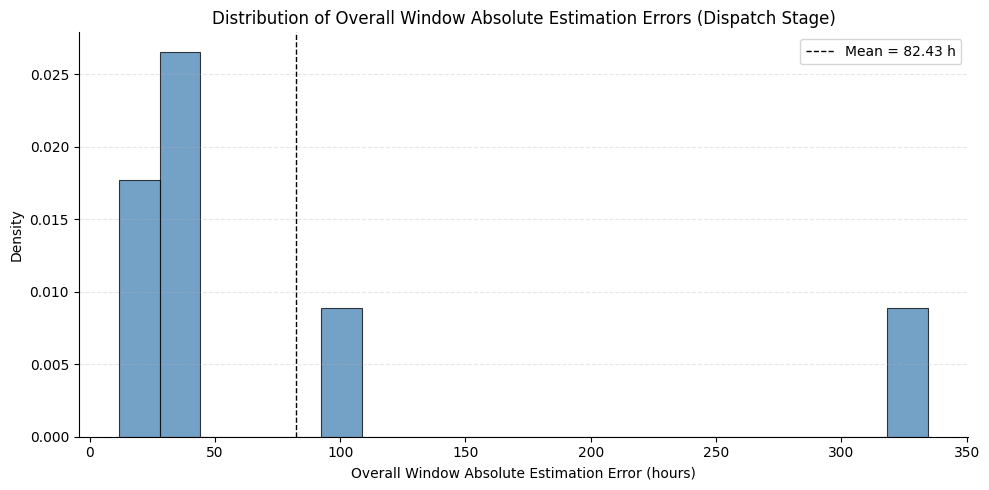 Distribution of Overall Window Absolute Estimation Errors (Dispatch Stage)
Mean = 82.43 h
Density
0.025
0.020
0.015
0.010
0.005
0.000
0 50 100 150 200 250 300 350
Overall Window Absolute Estimation Error (hours)